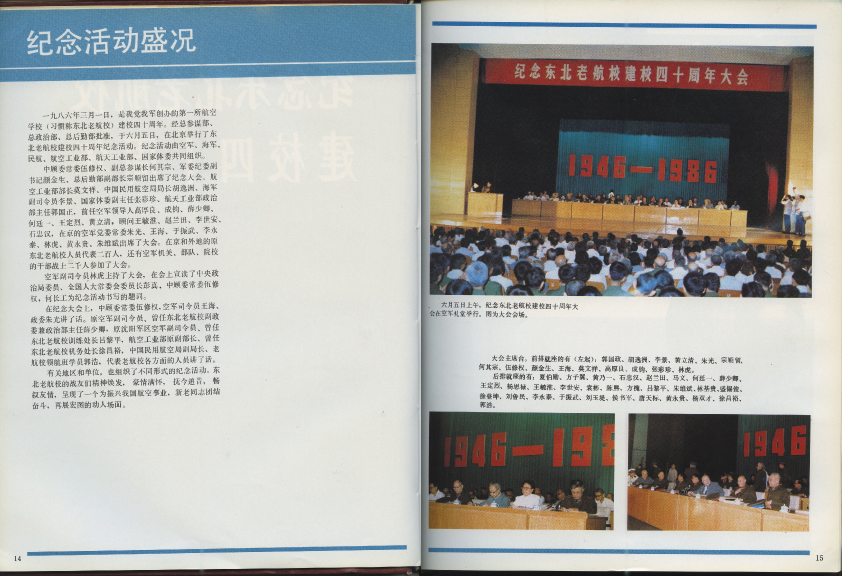 纪念活动盛况
一九八六年三月一日，是我党我军创办的第一所航空
学校（习惯称东北老航校）建校四十周年。经总参谋部、
总政治部、总后勤部批准，于六月五日，在北京举行了东
北老航校建校四十周年纪念活动。纪念活动由空军、海军、
民航、航空工业部、航天工业部、国家体委共同组织。
中顾委常委伍修权、副总参谋长何其宗、军委纪委副
书记颜金生、总后勤部副部长宗顺留出席了纪念大会。航
空工业部部长莫文祥、中国民用航空局局长胡逸洲、海军
副司令员李景、国家体委副主任张彩珍、航天工业部政治
部主任郭国正，前任空军领导人高厚良、成钧、薛少卿、
何廷一、王定烈、黄立清，顾问王毓淮、赵兰田、李世安、
石忠汉，在京的空军党委常委朱光、王海、于振武、李永
泰、林虎、黄永贵、朱维斌出席了大会。在京和外地的原
东北老航校人员代表二百人，还有空军机关、部队、院校
的干部战士二千人参加了大会。
空军副司令员林虎主持了大会，在会上宣读了中央政
治局委员、全国人大常委会委员长彭真、中顾委常委伍修
权，何长工为纪念活动书写的题词。
在纪念大会上，中顾委常委伍修权，空军司令员王海、
政委朱光讲了话。原空军副司令员、曾任东北老航校副政
委兼政治部主任薛少卿，原沈阳军区空军副司令员、曾任
东北老航校训练处长吕黎平，航空工业部原副部长、曾任
东北老航校机务处长徐昌裕，中国民用航空局副局长、老
航校领航班学员郭浩，代表老航校各方面的人员讲了话。
有关地区和单位，也组织了不同形式的纪念活动。东
北老航校的战友们精神焕发，豪情满怀，抚今追昔，畅
叙友情，呈现了一个为振兴我国航空事业，新老同志团结
奋斗，再展宏图的动人场面。
14
纪念东北老航校建校四十周年大会
1946—1986
六月五日上午，纪念东北老航校建校四十周年大
会在空军礼堂举行。图为大会会场。
大会主席台：前排就座的有（左起）：郭国政、胡逸洲、李景、黄立清、朱光、宗顺留、
何其宗、伍修权、颜金生、王海、莫文祥、高厚良、成钧、张彩珍、林虎。
后排就座的有：夏伯勋、方子翼、黄乃一、石忠汉、赵兰田、马文、何廷一、薛少卿、
王定烈、杨思禄、王毓淮、李世安、袁彬、陈熙、方槐、吕黎平、朱维斌、林基贵、盛锡俊、
徐登坤、刘鲁民、李永泰、于振武、刘玉堤、侯书军、唐天标、黄永贵、杨双才、徐昌裕、
郭浩。
1946—198
1946
15